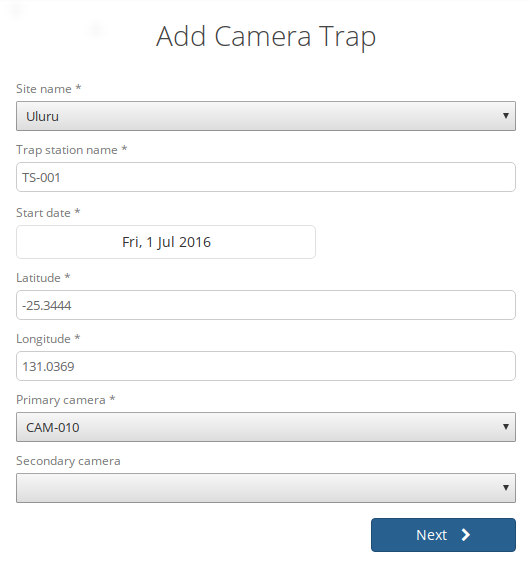 Add Camera Trap
Site name *
Uluru
Trap station name *
TS-001
Start date *
Fri, 1 Jul 2016
Latitude *
-25.3444
Longitude *
131.0369
Primary camera *
CAM-010
Secondary camera
Next